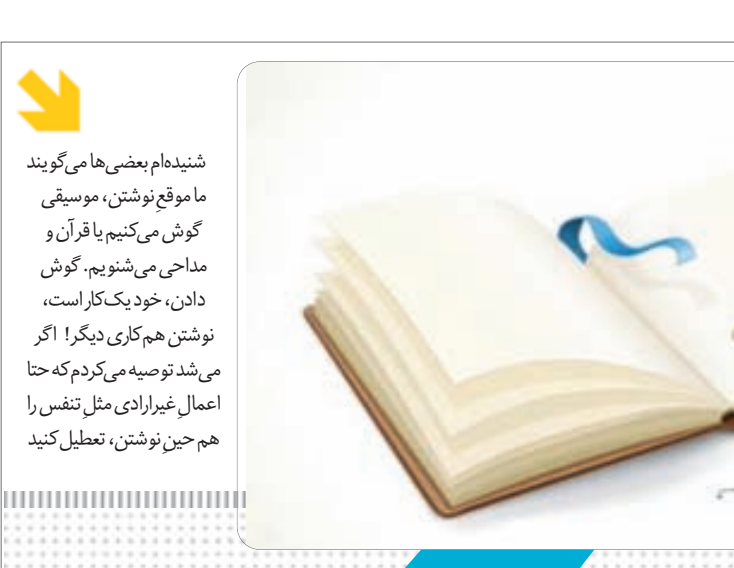 شنیده‌ام بعضی‌ها می‌گویند
ما موقعِ نوشتن، موسیقی
گوش می‌کنیم یا قرآن و
مداحی می‌شنویم. گوش
دادن، خود یک‌کار است،
نوشتن هم کاری دیگر! اگر
می‌شد توصیه می‌کردم که حتا
اعمالِ غیرارادی مثلِ تنفس را
هم حینِ نوشتن، تعطیل کنید